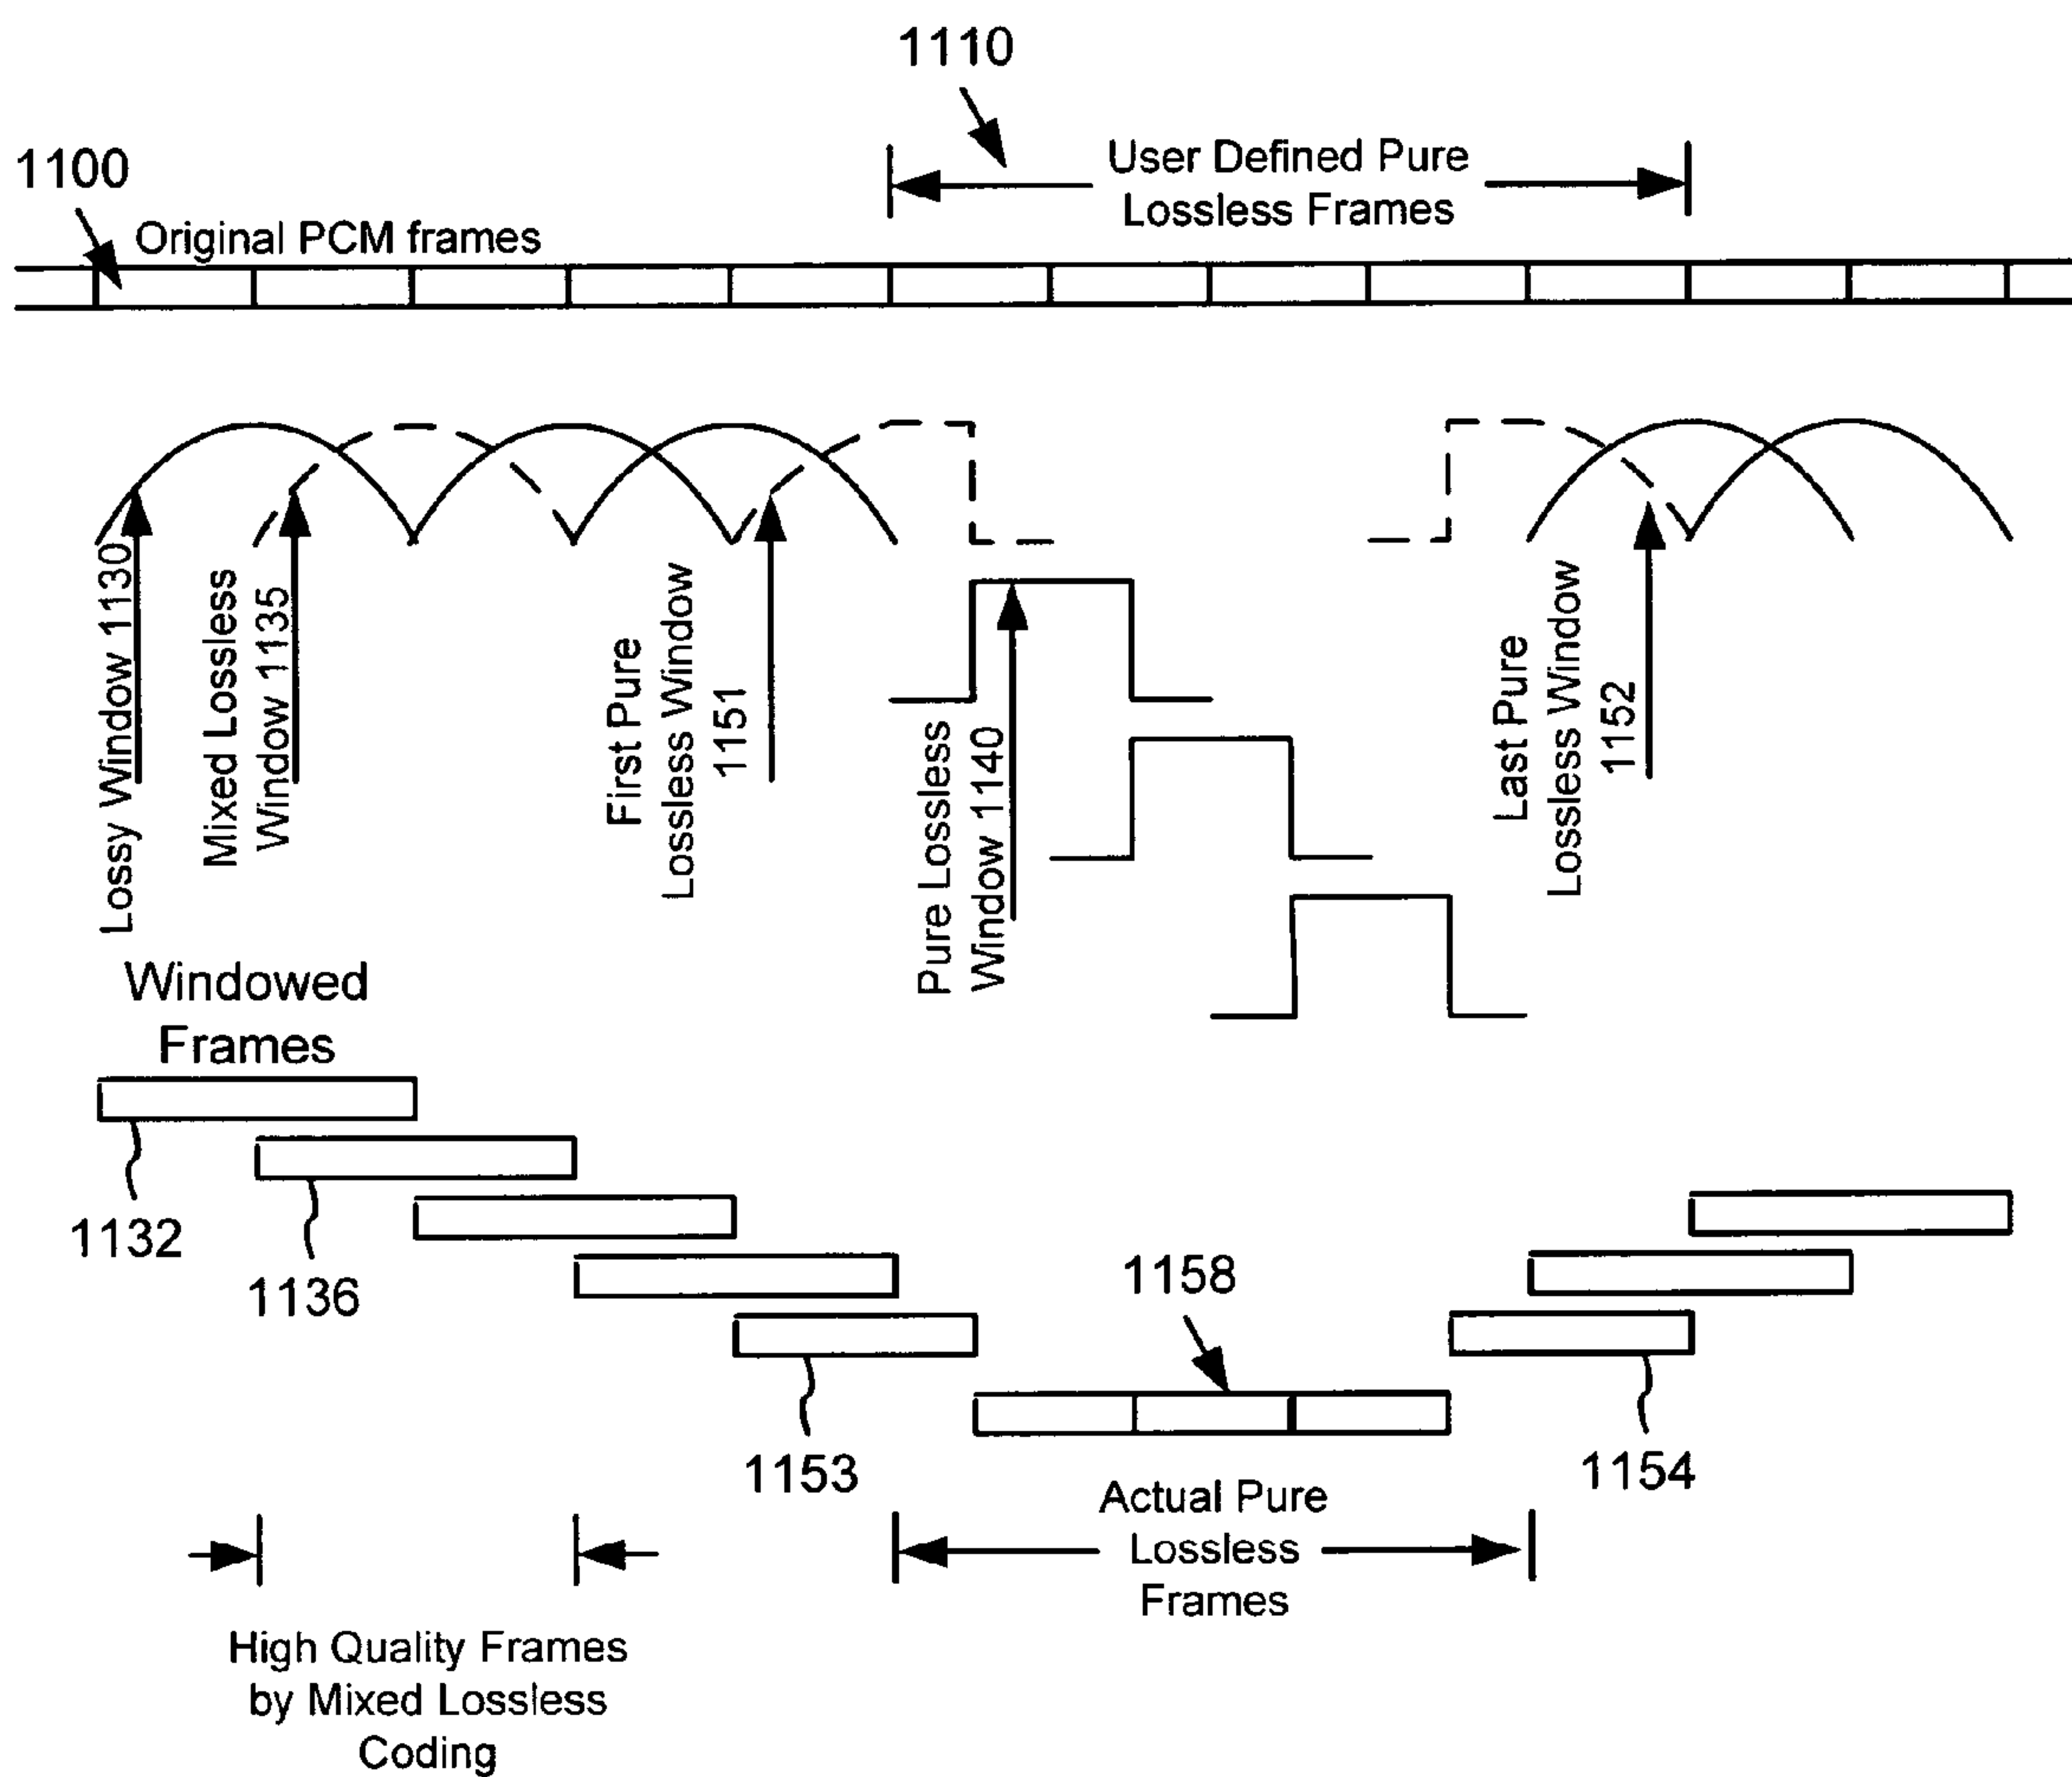 1110
User Defined Pure
Lossless Frames
1100
Original PCM frames
Lossy Window 1130
Mixed Lossless
Window 1135
First Pure
Lossless Window
1151
Pure Lossless
Window 1140
Last Pure
Lossless Window
1152
Windowed
Frames
1132
1136
1158
1153
1154
Actual Pure
Lossless
Frames
High Quality Frames
by Mixed Lossless
Coding